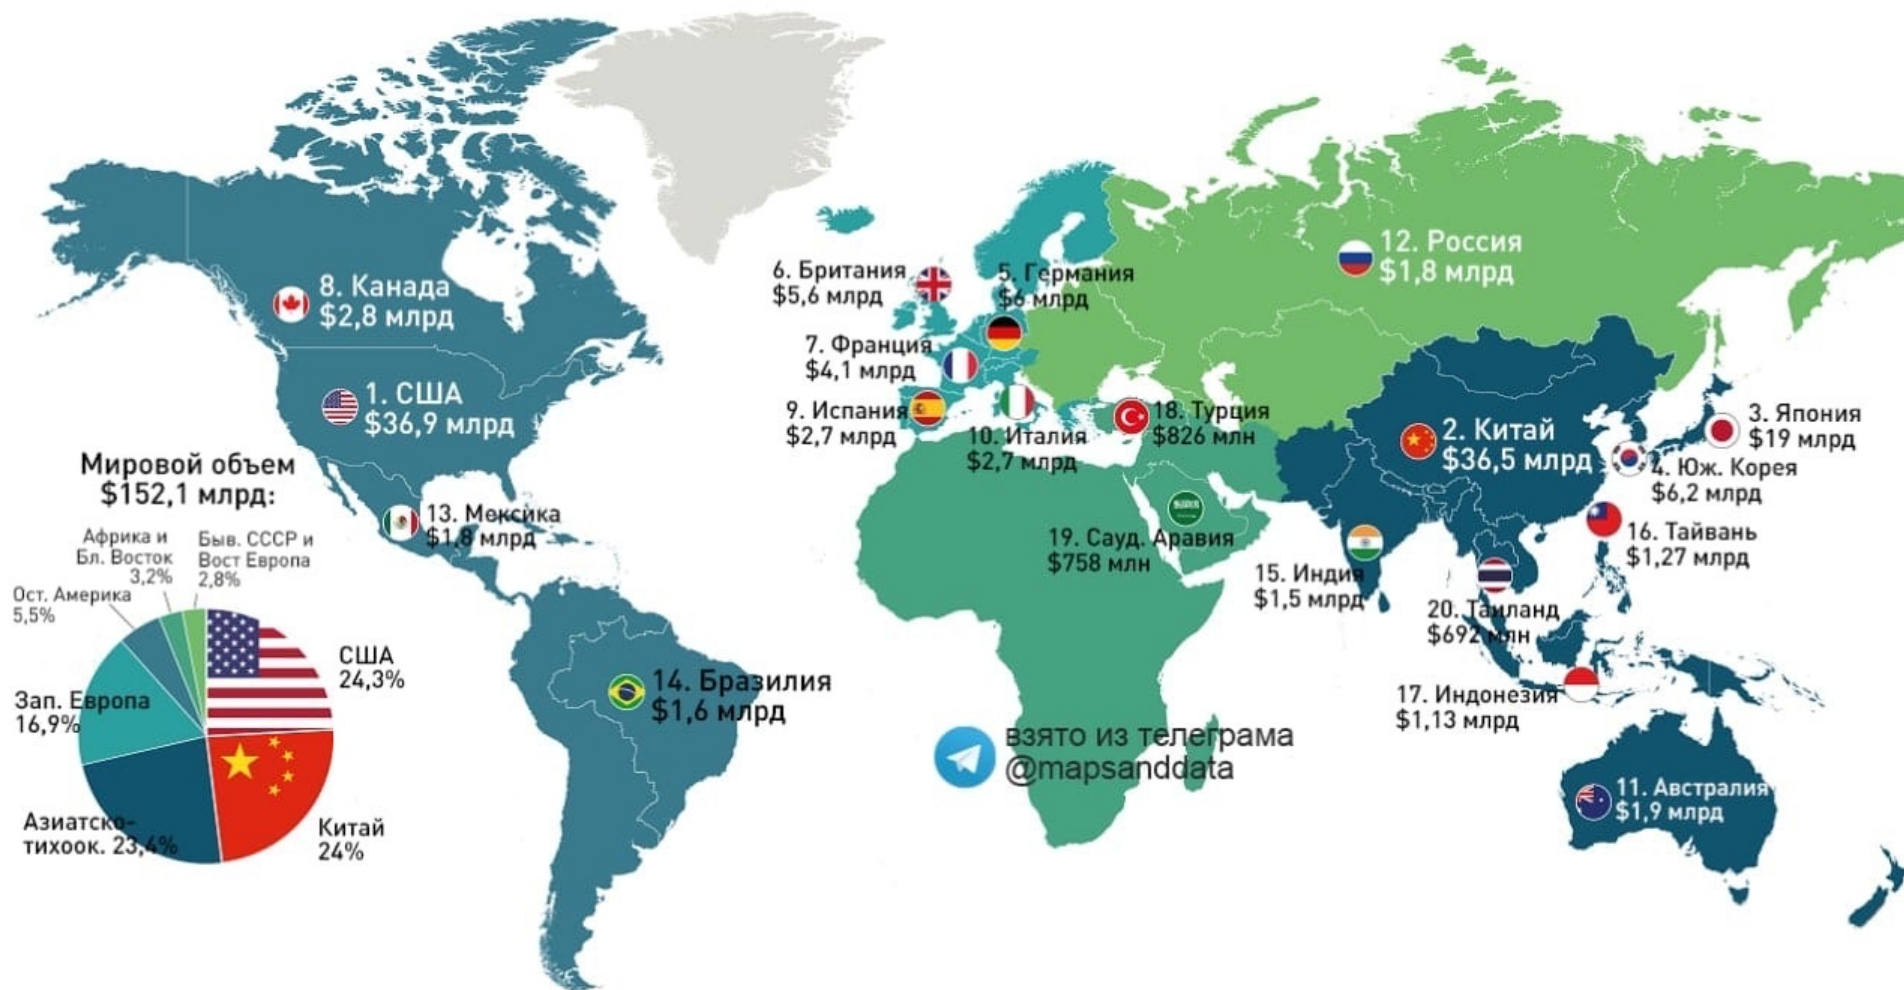 8. Канада
$2,8 млрд
1. США
$36,9 млрд
13. Мексика
$1,8 млрд
14. Бразилия
$1,6 млрд
6. Британия
$5,6 млрд
5. Германия
$6 млрд
7. Франция
$4,1 млрд
9. Испания
$2,7 млрд
10. Италия
$2,7 млрд
18. Турция
$826 млн
12. Россия
$1,8 млрд
2. Китай
$36,5 млрд
3. Япония
$19 млрд
4. Юж. Корея
$6,2 млрд
16. Тайвань
$1,27 млрд
19. Сауд. Аравия
$758 млн
15. Индия
$1,5 млрд
20. Таиланд
$692 млн
17. Индонезия
$1,13 млрд
11. Австралия
$1,9 млрд
Мировой объем
$152,1 млрд:
Африка и
Бл. Восток
3,2%
Быв. СССР и
Вост Европа
2,8%
Ост. Америка
5,5%
США
24,3%
Зап. Европа
16,9%
Азиатско-
тихоок. 23,4%
Китай
24%
взято из телеграма
@mapsanddata